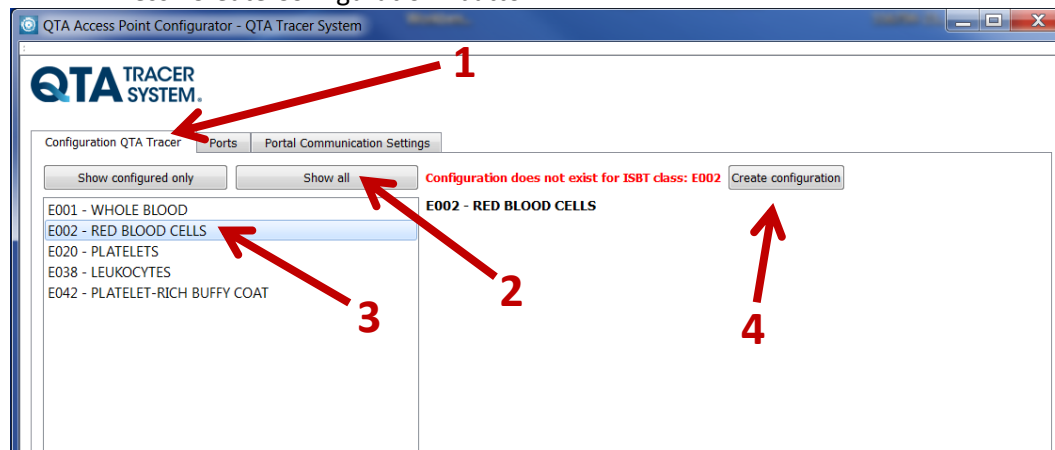 QTA Access Point Configurator - QTA Tracer System
QTA TRACER SYSTEM.
1
Configuration QTA Tracer Ports Portal Communication Settings
Show configured only Show all Configuration does not exist for ISBT class: E002 Create configuration
E002 - RED BLOOD CELLS
E001 - WHOLE BLOOD
E002 - RED BLOOD CELLS
E020 - PLATELETS
E038 - LEUKOCYTES
E042 - PLATELET-RICH BUFFY COAT
2
3
4